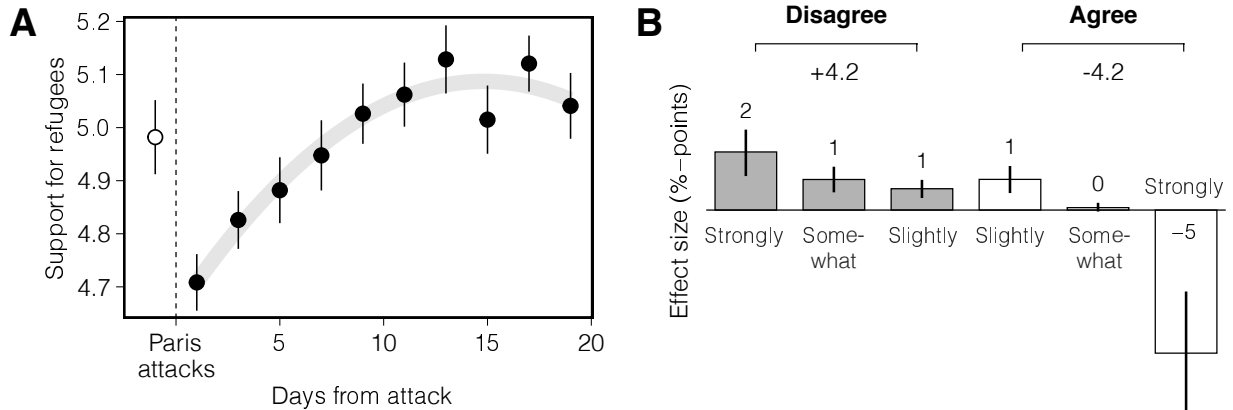 A
Support for refugees
5.2
5.1
5.0
4.9
4.8
4.7
Paris
attacks
5
10
15
20
Days from attack
B
Effect size (%−points)
Disagree
Agree
+4.2
-4.2
2
1
1
1
0
Strongly
−5
Strongly
Some-
what
Slightly
Slightly
Some-
what